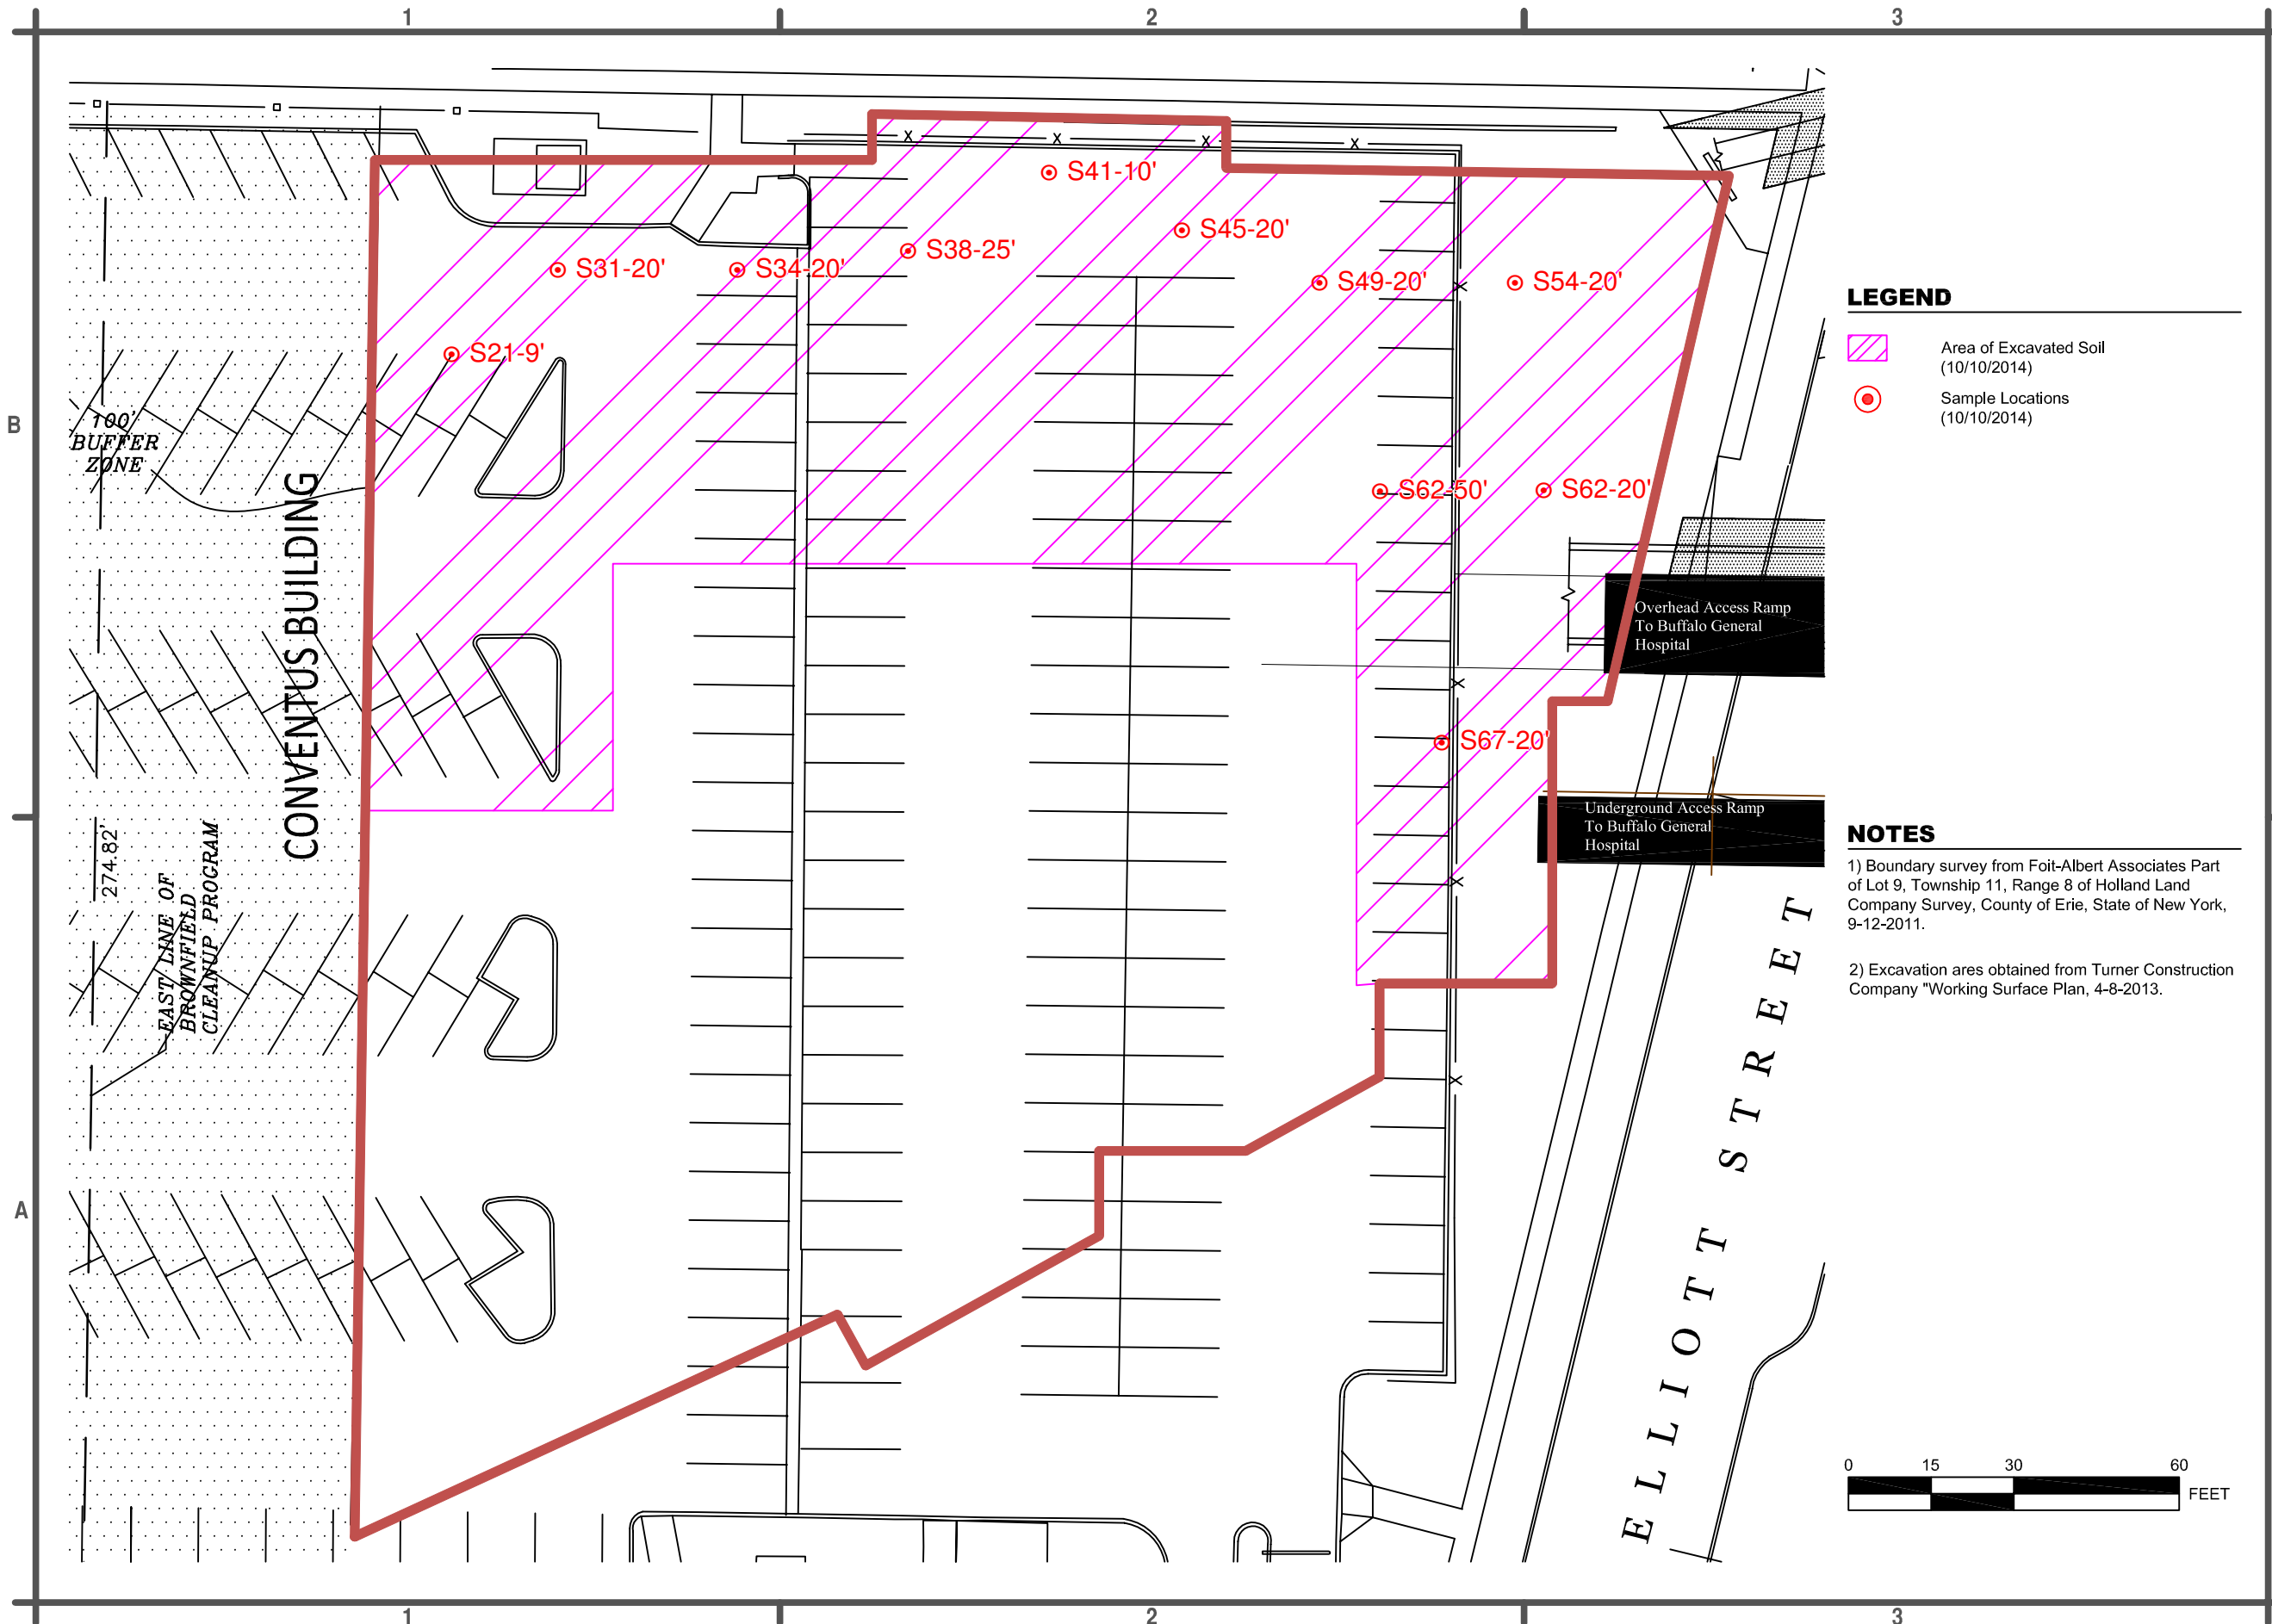 1
2
3
S41-10'
S45-20'
S38-25'
S31-20'
S34-20'
S49-20'
S54-20'
S21-9'
S62-50'
S62-20'
S67-20'
B
A
100'
BUFFER
ZONE
CONVENTUS BUILDING
274.82'
EAST LINE OF
BROWNFIELD
CLEANUP PROGRAM
X
X
X
X
X
X
X
X
Overhead Access Ramp
To Buffalo General
Hospital
Underground Access Ramp
To Buffalo General
Hospital
ELLIOTT STREET
LEGEND
Area of Excavated Soil
(10/10/2014)
Sample Locations
(10/10/2014)
NOTES
1) Boundary survey from Foit-Albert Associates Part
of Lot 9, Township 11, Range 8 of Holland Land
Company Survey, County of Erie, State of New York,
9-12-2011.
2) Excavation ares obtained from Turner Construction
Company "Working Surface Plan, 4-8-2013.
0 15 30 60
FEET
1
2
3